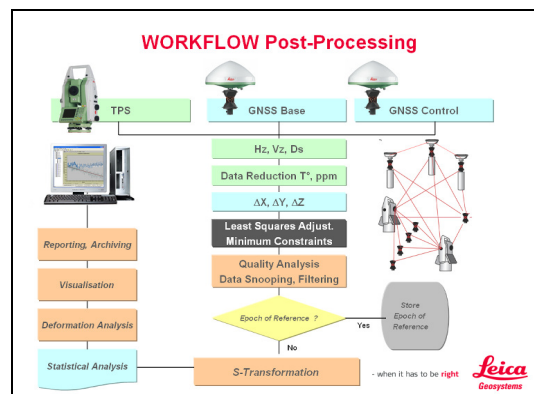 WORKFLOW Post-Processing
TPS
GNSS Base
GNSS Control
Hz, Vz, Ds
Data Reduction T°, ppm
ΔX, ΔY, ΔZ
Least Squares Adjust.
Minimum Constraints
Quality Analysis
Data Snooping, Filtering
Epoch of Reference ?
Yes
Store
Epoch of
Reference
No
S-Transformation
Reporting, Archiving
Visualisation
Deformation Analysis
Statistical Analysis
- when it has to be right
Leica
Geosystems